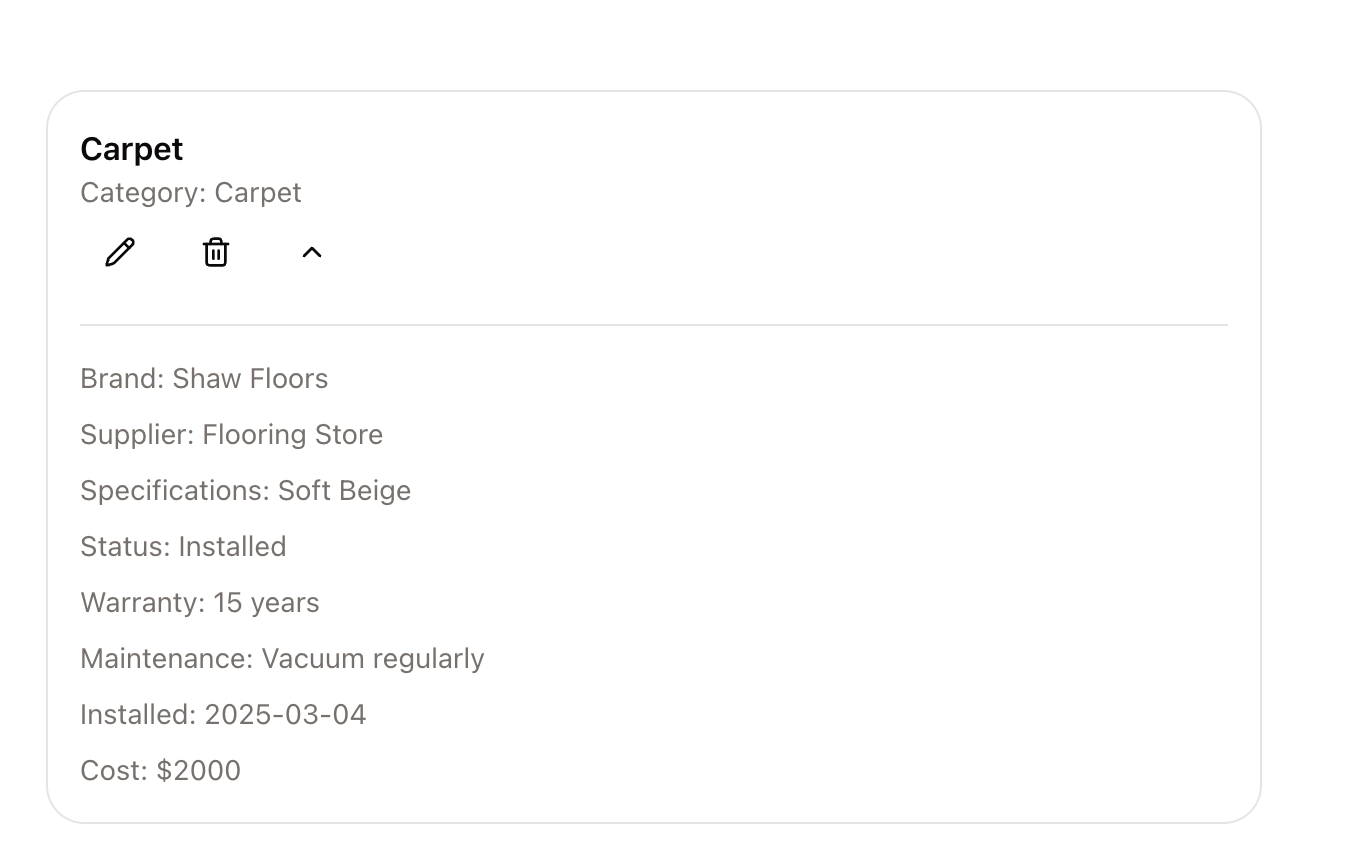 Carpet
Category: Carpet
Brand: Shaw Floors
Supplier: Flooring Store
Specifications: Soft Beige
Status: Installed
Warranty: 15 years
Maintenance: Vacuum regularly
Installed: 2025-03-04
Cost: $2000